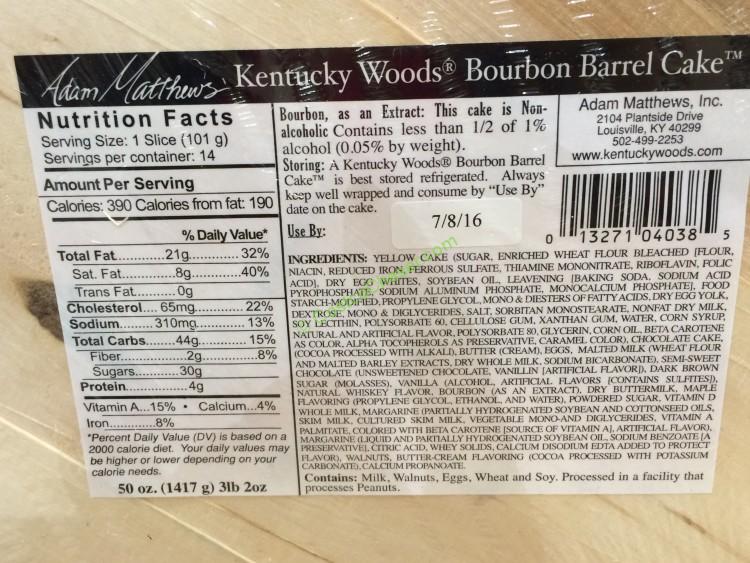 Adam Matthews Kentucky Woods® Bourbon Barrel Cake™
Nutrition Facts
Serving Size: 1 Slice (101 g)
Servings per container: 14
Amount Per Serving
Calories: 390 Calories from fat: 190
% Daily Value*
Total Fat............21g............32%
Sat. Fat............8g............40%
Trans Fat..........0g
Cholesterol.... 65mg............22%
Sodium.......... 310mg.......... 13%
Total Carbs.........44g........... 15%
Fiber...............2g...............8%
Sugars...........30g
Protein................4g
Vitamin A...15% • Calcium...4%
Iron............8%
*Percent Daily Value (DV) is based on a
2000 calorie diet. Your daily values may
be higher or lower depending on your
calorie needs.
50 oz. (1417 g) 3lb 2oz
Bourbon, as an Extract: This cake is Non-
alcoholic Contains less than 1/2 of 1%
alcohol (0.05% by weight).
Storing: A Kentucky Woods® Bourbon Barrel
Cake™ is best stored refrigerated. Always
keep well wrapped and consume by “Use By”
date on the cake.
Use By: 7/8/16
Adam Matthews, Inc.
2104 Plantside Drive
Louisville, KY 40299
502-499-2253
www.kentuckywoods.com
0 13271 04038 5
INGREDIENTS: YELLOW CAKE (SUGAR, ENRICHED WHEAT FLOUR BLEACHED [FLOUR,
NIACIN, REDUCED IRON, FERROUS SULFATE, THIAMINE MONONITRATE, RIBOFLAVIN, FOLIC
ACID], DRY EGG WHITES, SOYBEAN OIL, LEAVENING [BAKING SODA, SODIUM ACID
PYROPHOSPHATE, SODIUM ALUMINUM PHOSPHATE, MONOCALCIUM PHOSPHATE], FOOD
STARCH-MODIFIED, PROPYLENE GLYCOL, MONO & DIESTERS OF FATTY ACIDS, DRY EGG YOLK,
DEXTROSE, MONO & DIGLYCERIDES, SALT, SORBITAN MONOSTEARATE, NONFAT DRY MILK,
SOY LECITHIN, POLYSORBATE 60, CELLULOSE GUM, XANTHAN GUM, WATER, CORN SYRUP,
NATURAL AND ARTIFICIAL FLAVOR, POLYSORBATE 80, GLYCERIN, CORN OIL, BETA CAROTENE
AS COLOR, ALPHA TOCOPHEROLS AS PRESERVATIVE, CARAMEL COLOR), CHOCOLATE CAKE,
(COCOA PROCESSED WITH ALKALI), BUTTER (CREAM), EGGS, MALTED MILK (WHEAT FLOUR
AND MALTED BARLEY EXTRACTS, DRY WHOLE MILK, SODIUM BICARBONATE), SEMI-SWEET
CHOCOLATE (UNSWEETENED CHOCOLATE, VANILLIN [ARTIFICIAL FLAVOR]), DARK BROWN
SUGAR (MOLASSES), VANILLA (ALCOHOL, ARTIFICIAL FLAVORS [CONTAINS SULFITES]),
NATURAL WHISKEY FLAVOR, BOURBON (AS AN EXTRACT), DRY BUTTERMILK, MAPLE
FLAVORING (PROPYLENE GLYCOL, ETHANOL, AND WATER), POWDERED SUGAR, VITAMIN D
WHOLE MILK, MARGARINE (PARTIALLY HYDROGENATED SOYBEAN AND COTTONSEED OILS,
SKIM MILK, CULTURED SKIM MILK, VEGETABLE MONO-AND DIGLYCERIDES, VITAMIN A
PALMITATE, COLORED WITH BETA CAROTENE [SOURCE OF VITAMIN A], ARTIFICIAL FLAVOR),
MARGARINE (LIQUID AND PARTIALLY HYDROGENATED SOYBEAN OIL, SODIUM BENZOATE [A
PRESERVATIVE], CITRIC ACID, WHEY SOLIDS, CALCIUM DISODIUM EDTA ADDED TO PROTECT
FLAVOR), WALNUTS, BUTTER-CREAM FLAVORING (COCOA PROCESSED WITH POTASSIUM
CARBONATE), CALCIUM PROPANOATE.
Contains: Milk, Walnuts, Eggs, Wheat and Soy. Processed in a facility that
processes Peanuts.